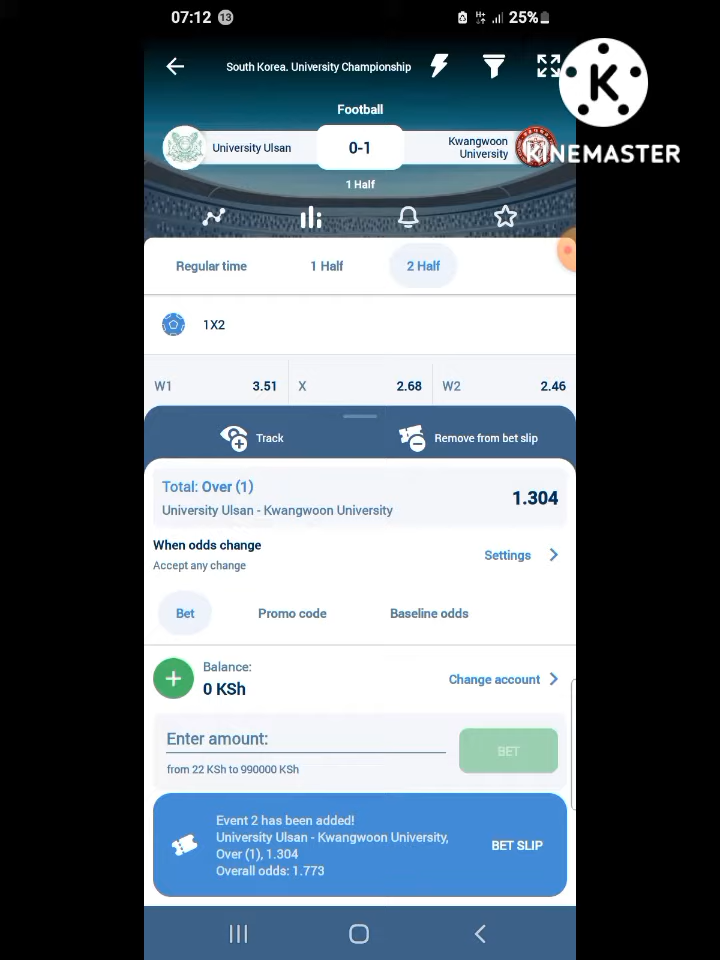 07:12 13 H+ 25%
South Korea. University Championship
K
KINEMASTER
Football
University Ulsan 0-1 Kwangwoon University
1 Half
Regular time 1 Half 2 Half
1X2
W1 3.51 X 2.68 W2 2.46
Track Remove from bet slip
Total: Over (1)
1.304
University Ulsan - Kwangwoon University
When odds change
Accept any change
Settings
Bet Promo code Baseline odds
Balance:
0 KSh
Change account
Enter amount:
BET
from 22 KSh to 990000 KSh
Event 2 has been added!
University Ulsan - Kwangwoon University,
Over (1), 1.304
Overall odds: 1.773
BET SLIP